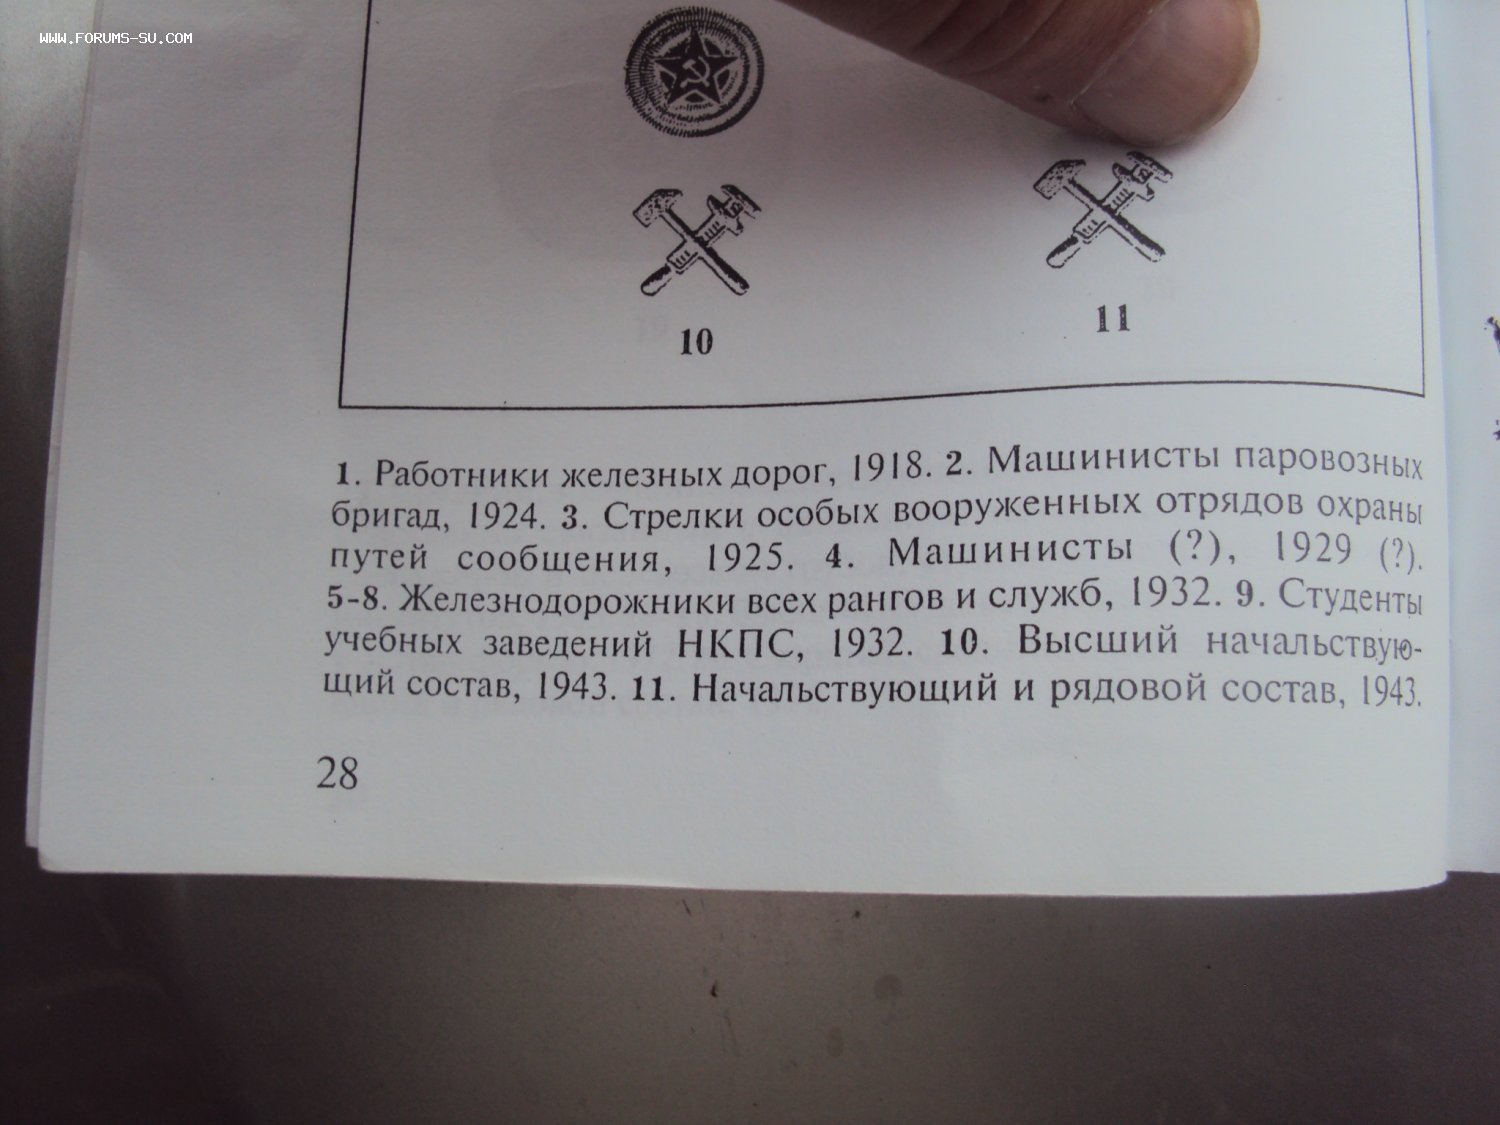 WWW.FORUMS-SU.COM
10
11
1. Работники железных дорог, 1918. 2. Машинисты паровозных
бригад, 1924. 3. Стрелки особых вооруженных отрядов охраны
путей сообщения, 1925. 4. Машинисты (?), 1929 (?).
5-8. Железнодорожники всех рангов и служб, 1932. 9. Студенты
учебных заведений НКПС, 1932. 10. Высший начальствую-
щий состав, 1943. 11. Начальствующий и рядовой состав, 1943.
28